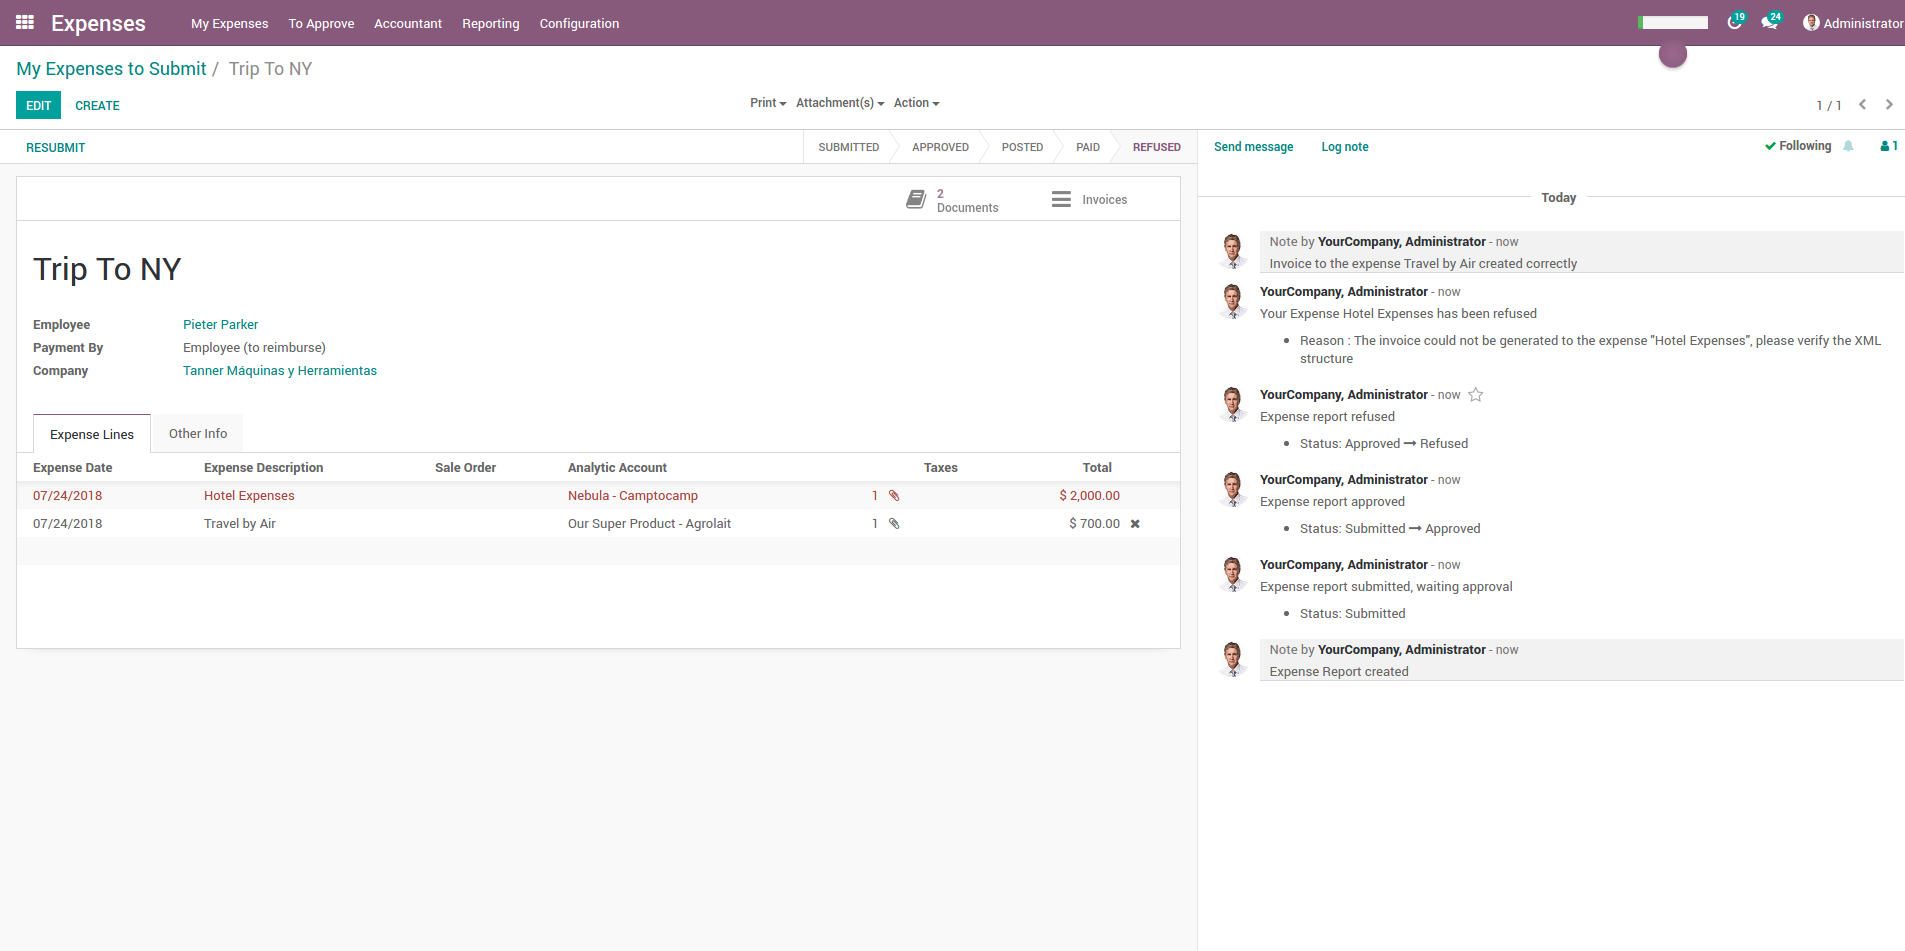 Expenses My Expenses To Approve Accountant Reporting Configuration 19 24 Administrator
My Expenses to Submit / Trip To NY
EDIT CREATE Print Attachment(s) Action 1 / 1
RESUBMIT SUBMITTED APPROVED POSTED PAID REFUSED
2
Documents
Invoices
Trip To NY
Employee Pieter Parker
Payment By Employee (to reimburse)
Company Tanner Máquinas y Herramientas
Expense Lines Other Info
Expense Date Expense Description Sale Order Analytic Account Taxes Total
07/24/2018 Hotel Expenses Nebula - Camptocamp 1 $ 2,000.00
07/24/2018 Travel by Air Our Super Product - Agrolait 1 $ 700.00
Send message Log note Following 1
Today
Note by YourCompany, Administrator - now
Invoice to the expense Travel by Air created correctly
YourCompany, Administrator - now
Your Expense Hotel Expenses has been refused
Reason : The invoice could not be generated to the expense "Hotel Expenses", please verify the XML
structure
YourCompany, Administrator - now
Expense report refused
Status: Approved → Refused
YourCompany, Administrator - now
Expense report approved
Status: Submitted → Approved
YourCompany, Administrator - now
Expense report submitted, waiting approval
Status: Submitted
Note by YourCompany, Administrator - now
Expense Report created